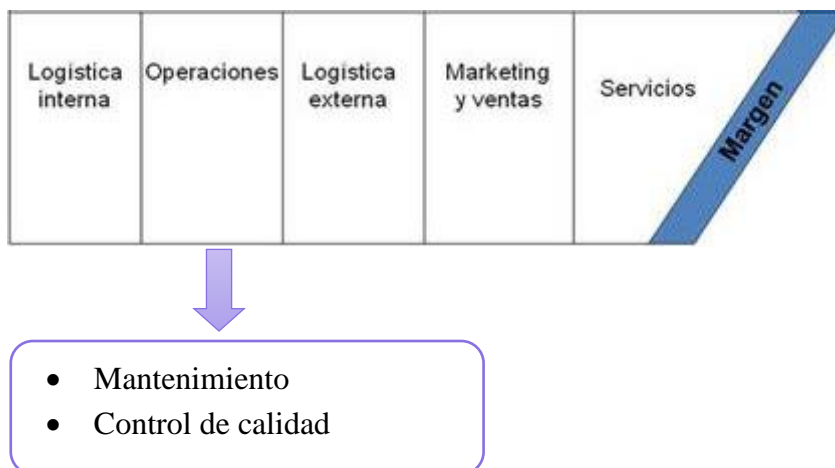 Logística
interna
Operaciones
Logística
externa
Marketing
y ventas
Servicios
Margen
• Mantenimiento
• Control de calidad